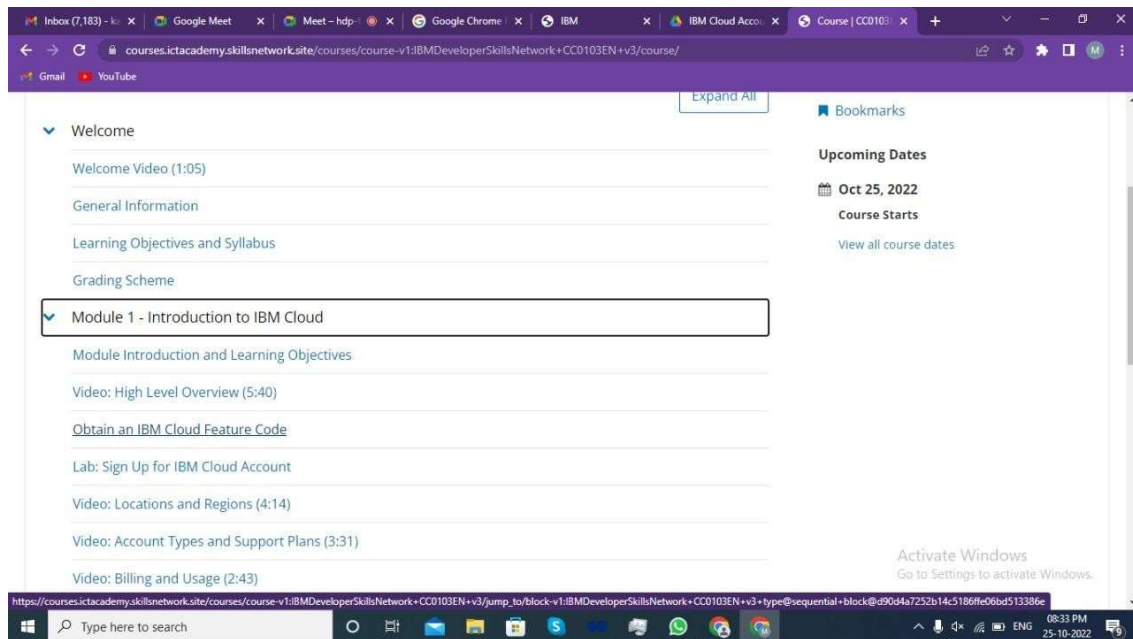 Inbox (7,183) - ka
Google Meet
Meet – hdp-
Google Chrome
IBM
IBM Cloud Accou
Course | CC0103
courses.ictacademy.skillsnetwork.site/courses/course-v1:IBMDeveloperSkillsNetwork+CC0103EN+v3/course/
M
Gmail
YouTube
Expand All
Welcome
Welcome Video (1:05)
General Information
Learning Objectives and Syllabus
Grading Scheme
Module 1 - Introduction to IBM Cloud
Module Introduction and Learning Objectives
Video: High Level Overview (5:40)
Obtain an IBM Cloud Feature Code
Lab: Sign Up for IBM Cloud Account
Video: Locations and Regions (4:14)
Video: Account Types and Support Plans (3:31)
Video: Billing and Usage (2:43)
Bookmarks
Upcoming Dates
Oct 25, 2022
Course Starts
View all course dates
Activate Windows
Go to Settings to activate Windows.
https://courses.ictacademy.skillsnetwork.site/courses/course-v1:IBMDeveloperSkillsNetwork+CC0103EN+v3/jump_to/block-v1:IBMDeveloperSkillsNetwork+CC0103EN+v3+type@sequential+block@d90d4a7252b14c5186ffe06bd513386e
Type here to search
ENG
08:33 PM
25-10-2022